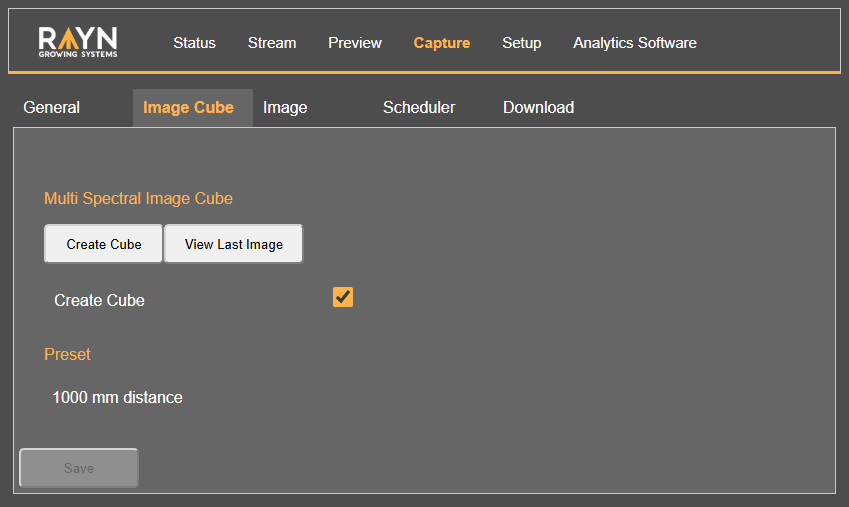 RAYN
GROWING SYSTEMS
Status Stream Preview Capture Setup Analytics Software
General Image Cube Image Scheduler Download
Multi Spectral Image Cube
Create Cube View Last Image
Create Cube
Preset
1000 mm distance
Save